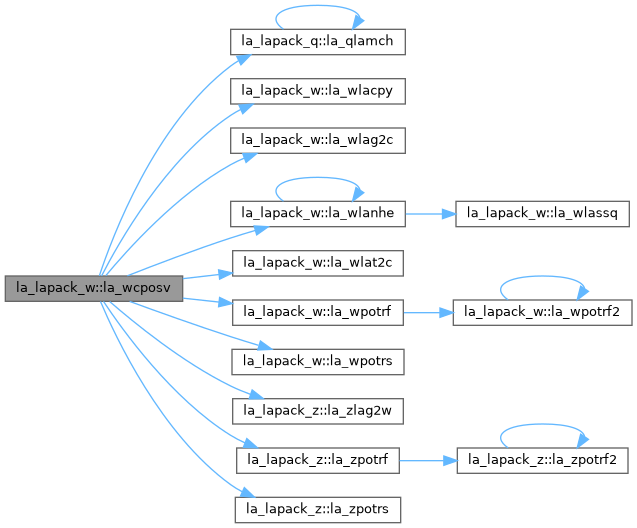 la_lapack_q::la_qlamch
la_lapack_w::la_wlacpy
la_lapack_w::la_wlag2c
la_lapack_w::la_wlanhe
la_lapack_w::la_wlassq
la_lapack_w::la_wlat2c
la_lapack_w::la_wcposv
la_lapack_w::la_wpotrf
la_lapack_w::la_wpotrf2
la_lapack_w::la_wpotrs
la_lapack_z::la_zlag2w
la_lapack_z::la_zpotrf
la_lapack_z::la_zpotrf2
la_lapack_z::la_zpotrs